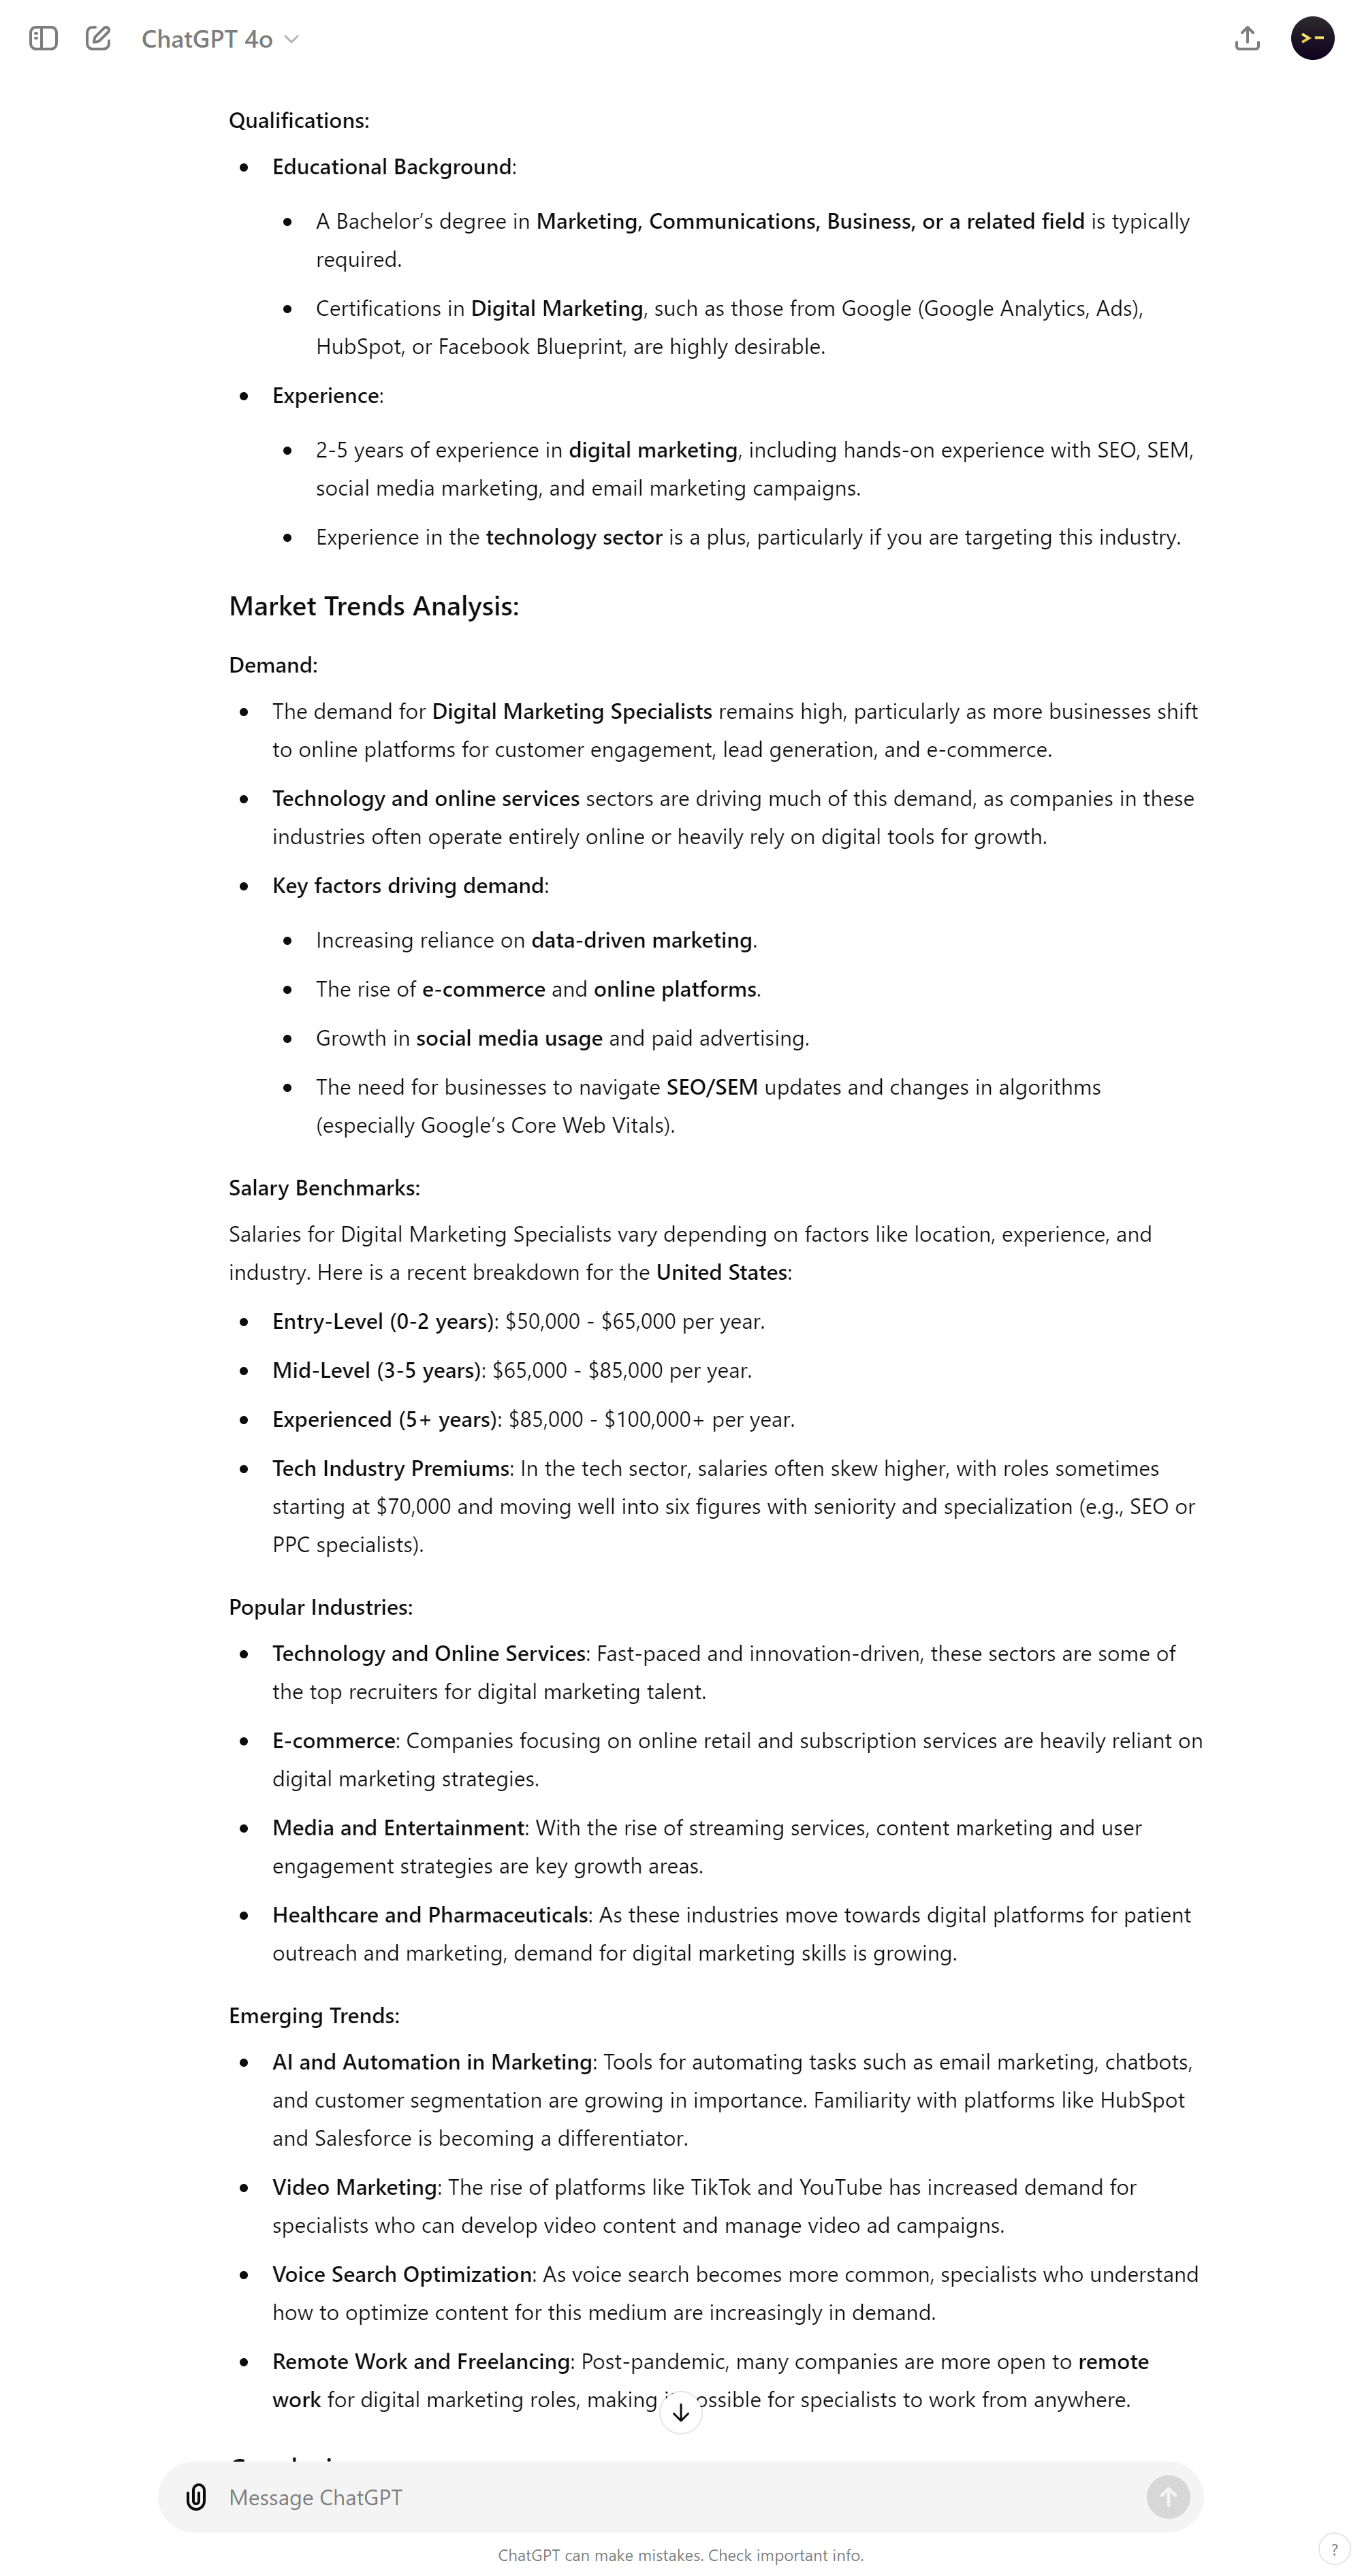 ChatGPT 4o
Qualifications:
Educational Background:
A Bachelor’s degree in Marketing, Communications, Business, or a related field is typically
required.
Certifications in Digital Marketing, such as those from Google (Google Analytics, Ads),
HubSpot, or Facebook Blueprint, are highly desirable.
Experience:
2-5 years of experience in digital marketing, including hands-on experience with SEO, SEM,
social media marketing, and email marketing campaigns.
Experience in the technology sector is a plus, particularly if you are targeting this industry.
Market Trends Analysis:
Demand:
The demand for Digital Marketing Specialists remains high, particularly as more businesses shift
to online platforms for customer engagement, lead generation, and e-commerce.
Technology and online services sectors are driving much of this demand, as companies in these
industries often operate entirely online or heavily rely on digital tools for growth.
Key factors driving demand:
Increasing reliance on data-driven marketing.
The rise of e-commerce and online platforms.
Growth in social media usage and paid advertising.
The need for businesses to navigate SEO/SEM updates and changes in algorithms
(especially Google’s Core Web Vitals).
Salary Benchmarks:
Salaries for Digital Marketing Specialists vary depending on factors like location, experience, and
industry. Here is a recent breakdown for the United States:
Entry-Level (0-2 years): $50,000 - $65,000 per year.
Mid-Level (3-5 years): $65,000 - $85,000 per year.
Experienced (5+ years): $85,000 - $100,000+ per year.
Tech Industry Premiums: In the tech sector, salaries often skew higher, with roles sometimes
starting at $70,000 and moving well into six figures with seniority and specialization (e.g., SEO or
PPC specialists).
Popular Industries:
Technology and Online Services: Fast-paced and innovation-driven, these sectors are some of
the top recruiters for digital marketing talent.
E-commerce: Companies focusing on online retail and subscription services are heavily reliant on
digital marketing strategies.
Media and Entertainment: With the rise of streaming services, content marketing and user
engagement strategies are key growth areas.
Healthcare and Pharmaceuticals: As these industries move towards digital platforms for patient
outreach and marketing, demand for digital marketing skills is growing.
Emerging Trends:
AI and Automation in Marketing: Tools for automating tasks such as email marketing, chatbots,
and customer segmentation are growing in importance. Familiarity with platforms like HubSpot
and Salesforce is becoming a differentiator.
Video Marketing: The rise of platforms like TikTok and YouTube has increased demand for
specialists who can develop video content and manage video ad campaigns.
Voice Search Optimization: As voice search becomes more common, specialists who understand
how to optimize content for this medium are increasingly in demand.
Remote Work and Freelancing: Post-pandemic, many companies are more open to remote
work for digital marketing roles, making it possible for specialists to work from anywhere.
Message ChatGPT
ChatGPT can make mistakes. Check important info.
?